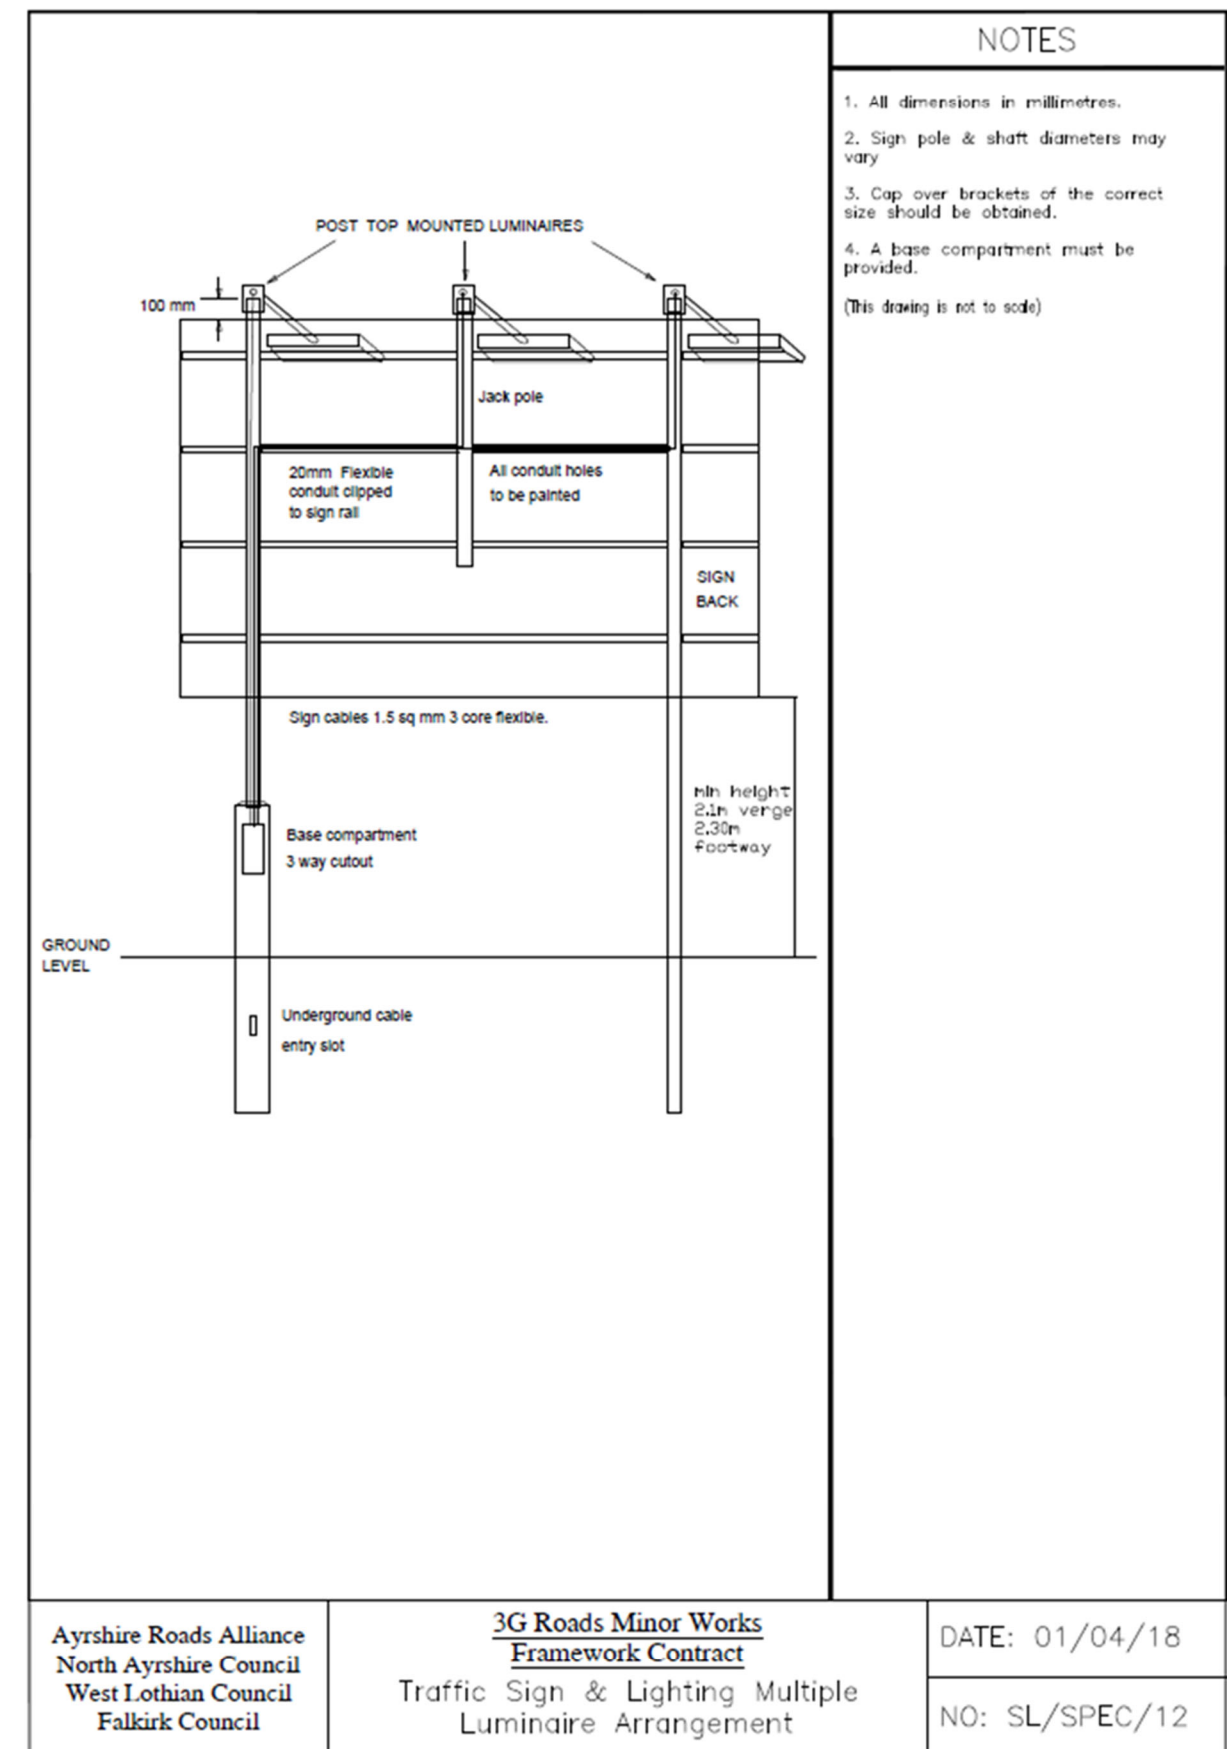 NOTES
1. All dimensions in millimetres.
2. Sign pole & shaft diameters may
vary
3. Cap over brackets of the correct
size should be obtained.
4. A base compartment must be
provided.
(This drawing is not to scale)
POST TOP MOUNTED LUMINAIRES
100 mm
Jack pole
20mm Flexible
conduit clipped
to sign rail
All conduit holes
to be painted
SIGN
BACK
Sign cables 1.5 sq mm 3 core flexible.
min height
2.1m verge
2.30m
footway
Base compartment
3 way cutout
GROUND
LEVEL
Underground cable
entry slot
Ayrshire Roads Alliance
North Ayrshire Council
West Lothian Council
Falkirk Council
3G Roads Minor Works
Framework Contract
Traffic Sign & Lighting Multiple
Luminaire Arrangement
DATE: 01/04/18
NO: SL/SPEC/12